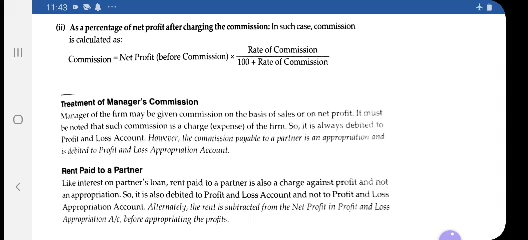 11:43
(ii) As a percentage of net profit after charging the commission: In such case, commission
is calculated as:
Commission = Net Profit (before Commission) × Rate of Commission / 100 + Rate of Commission
Treatment of Manager's Commission
Manager of the firm may be given commission on the basis of sales or on net profit. It must
be noted that such commission is a charge (expense) of the firm. So, it is always debited to
Profit and Loss Account. However, the commission payable to a partner is an appropriation and
is debited to Profit and Loss Appropriation Account.
Rent Paid to a Partner
Like interest on partner's loan, rent paid to a partner is also a charge against profit and not
an appropriation. So, it is also debited to Profit and Loss Account and not to Profit and Loss
Appropriation Account. Alternately, the rent is subtracted from the Net Profit in Profit and Loss
Appropriation A/c, before appropriating the profits.